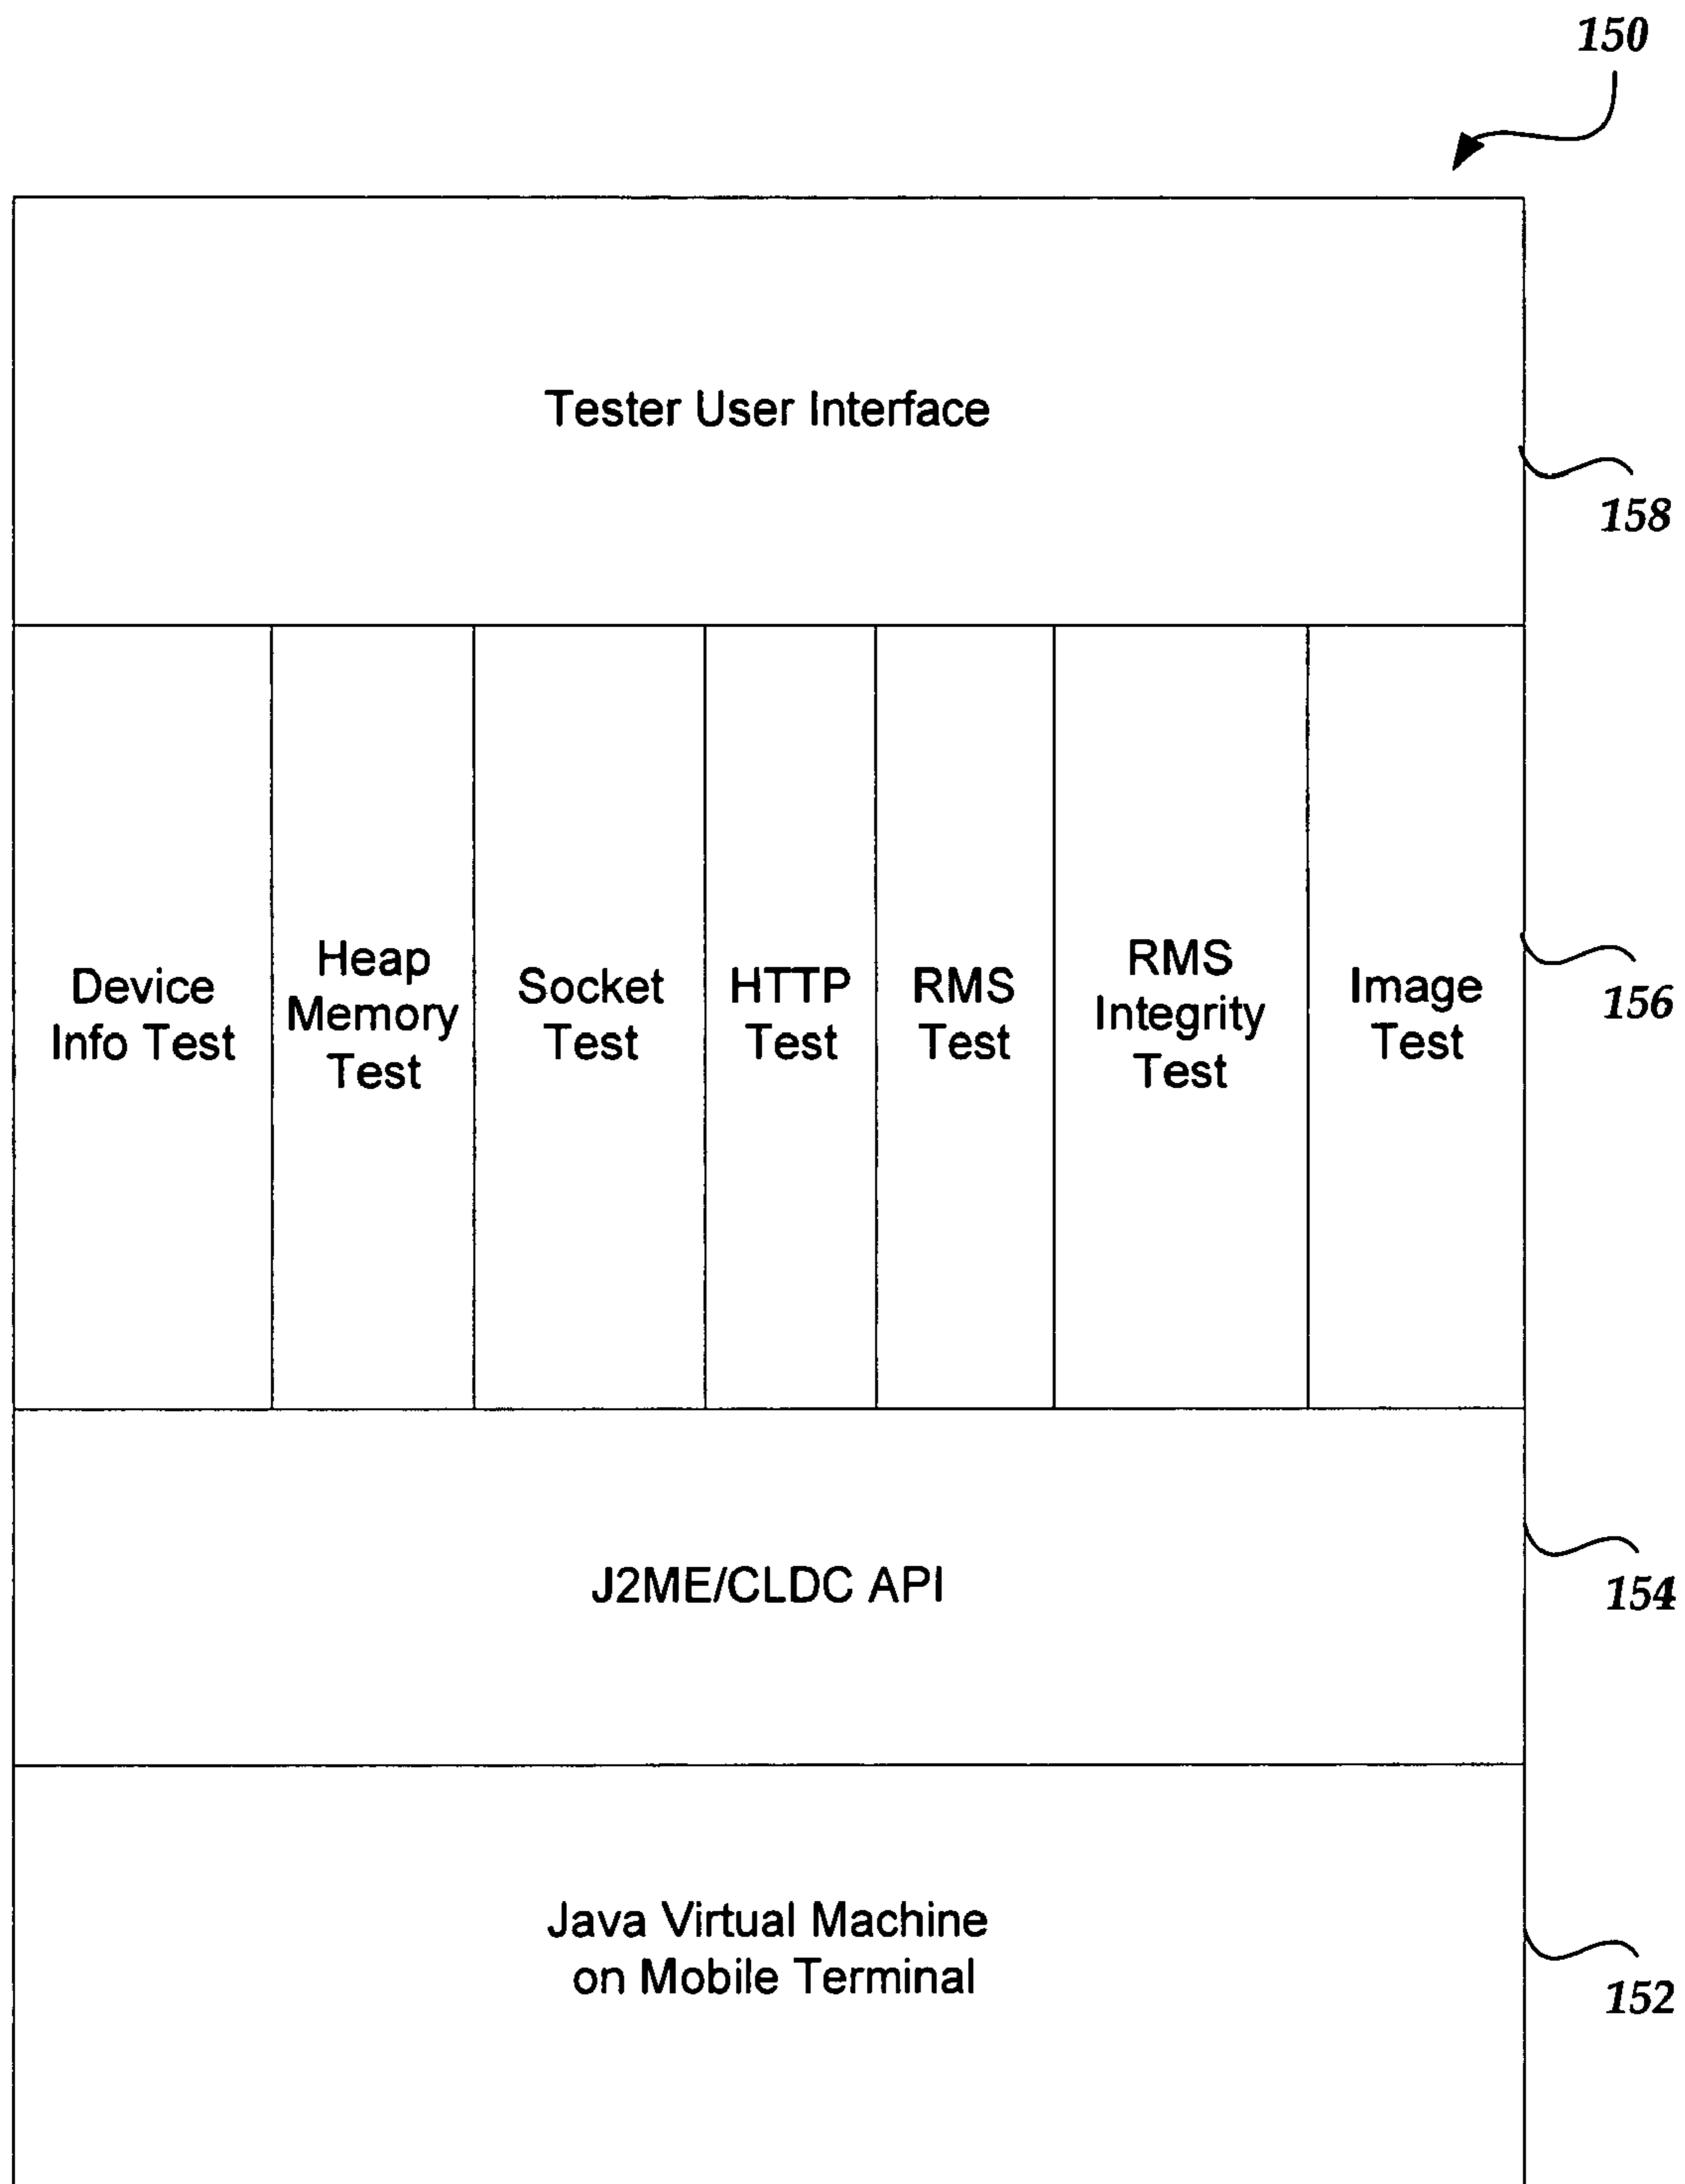 150
Tester User Interface
158
Device
Info Test
Heap
Memory
Test
Socket
Test
HTTP
Test
RMS
Test
RMS
Integrity
Test
Image
Test
156
J2ME/CLDC API
154
Java Virtual Machine
on Mobile Terminal
152